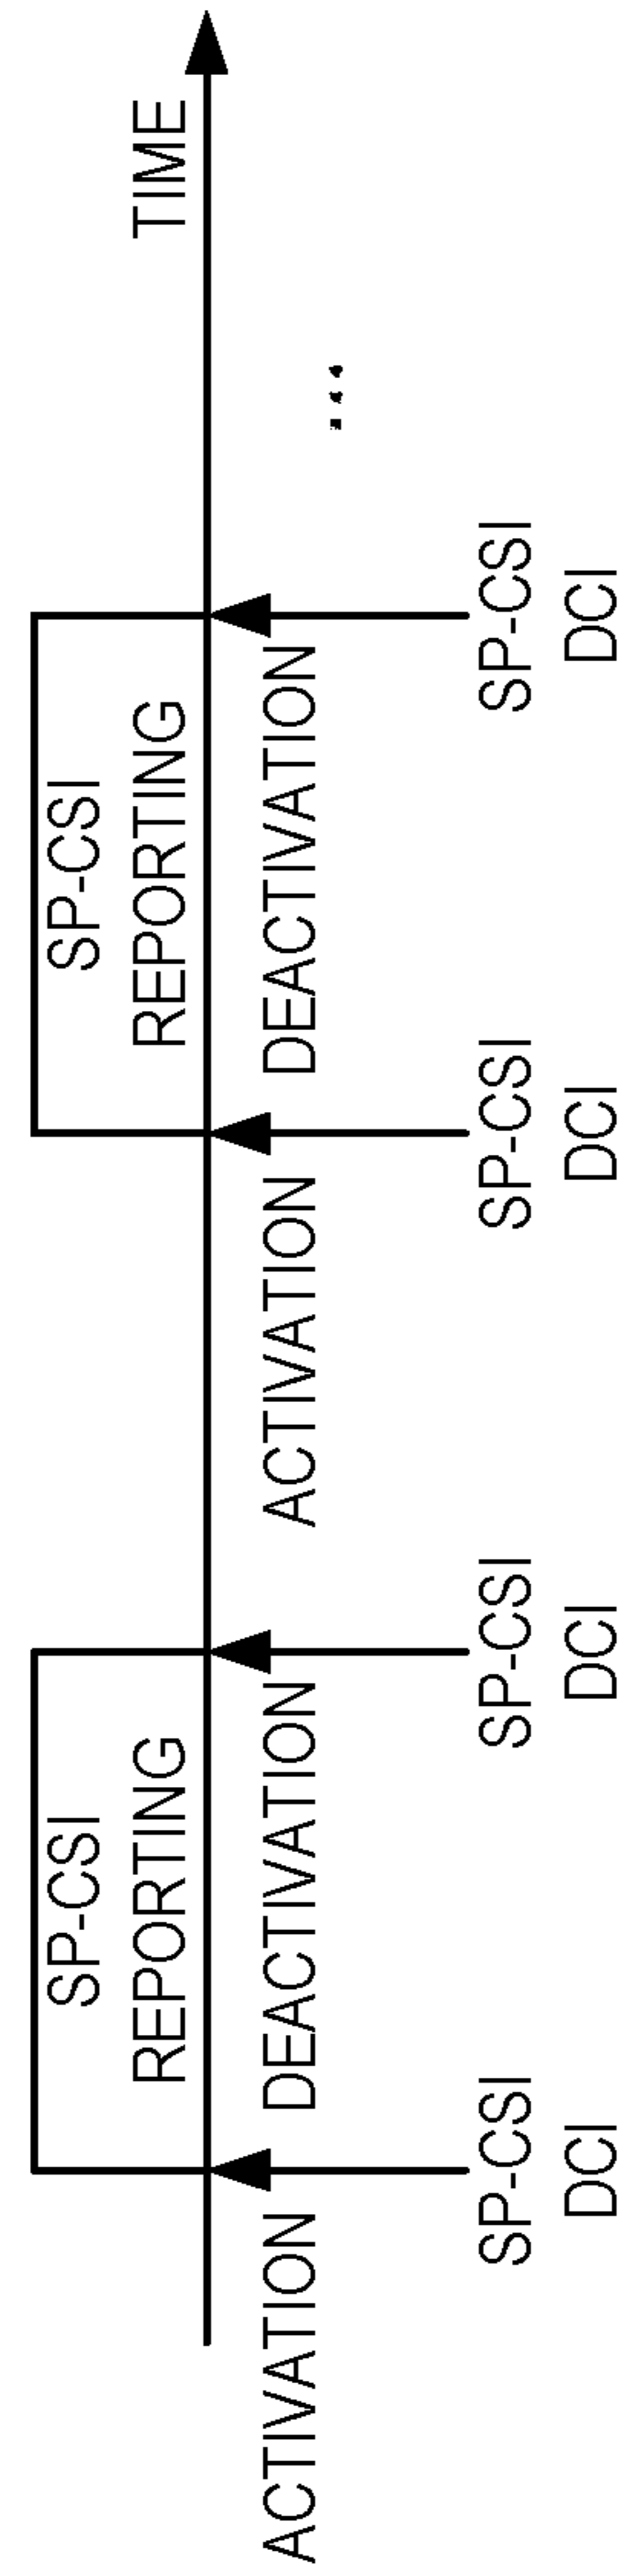 SP-CSI
REPORTING
SP-CSI
REPORTING
TIME
ACTIVATION
DEACTIVATION
ACTIVATION
DEACTIVATION
...
SP-CSI
DCI
SP-CSI
DCI
SP-CSI
DCI
SP-CSI
DCI